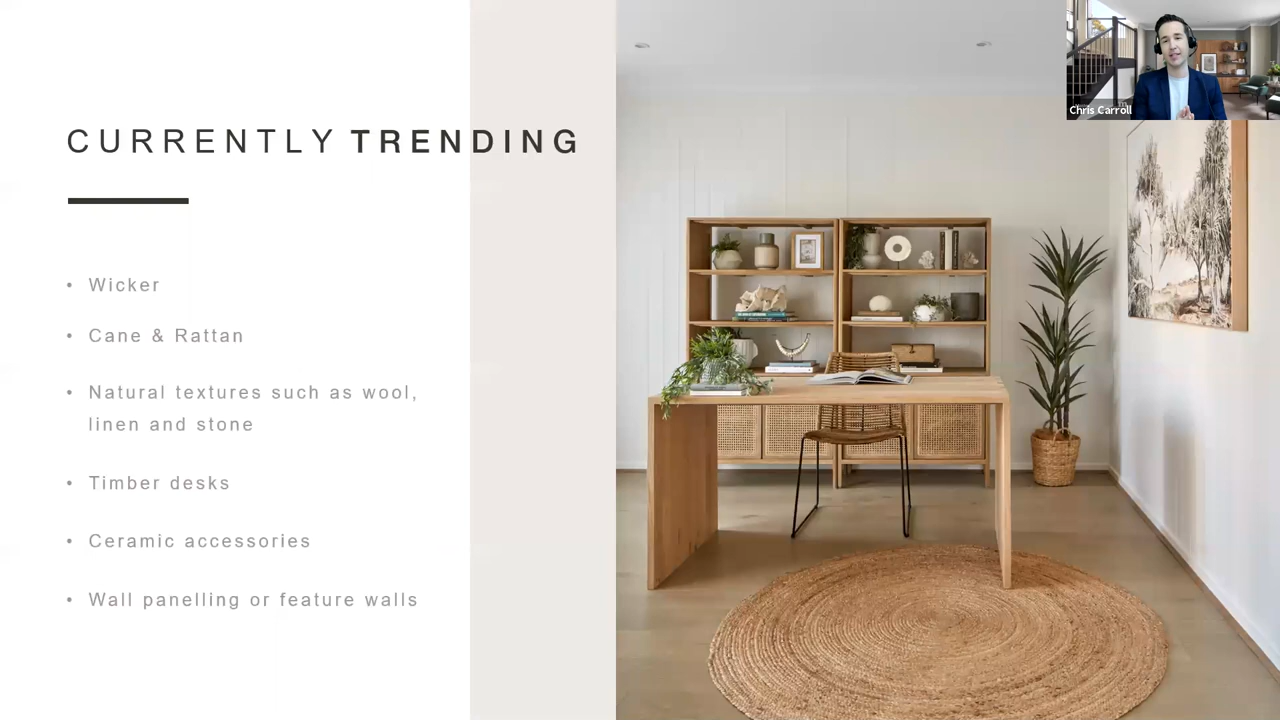 CURRENTLY TRENDING
Chris Carroll
• Wicker
• Cane & Rattan
• Natural textures such as wool,
linen and stone
• Timber desks
• Ceramic accessories
• Wall panelling or feature walls